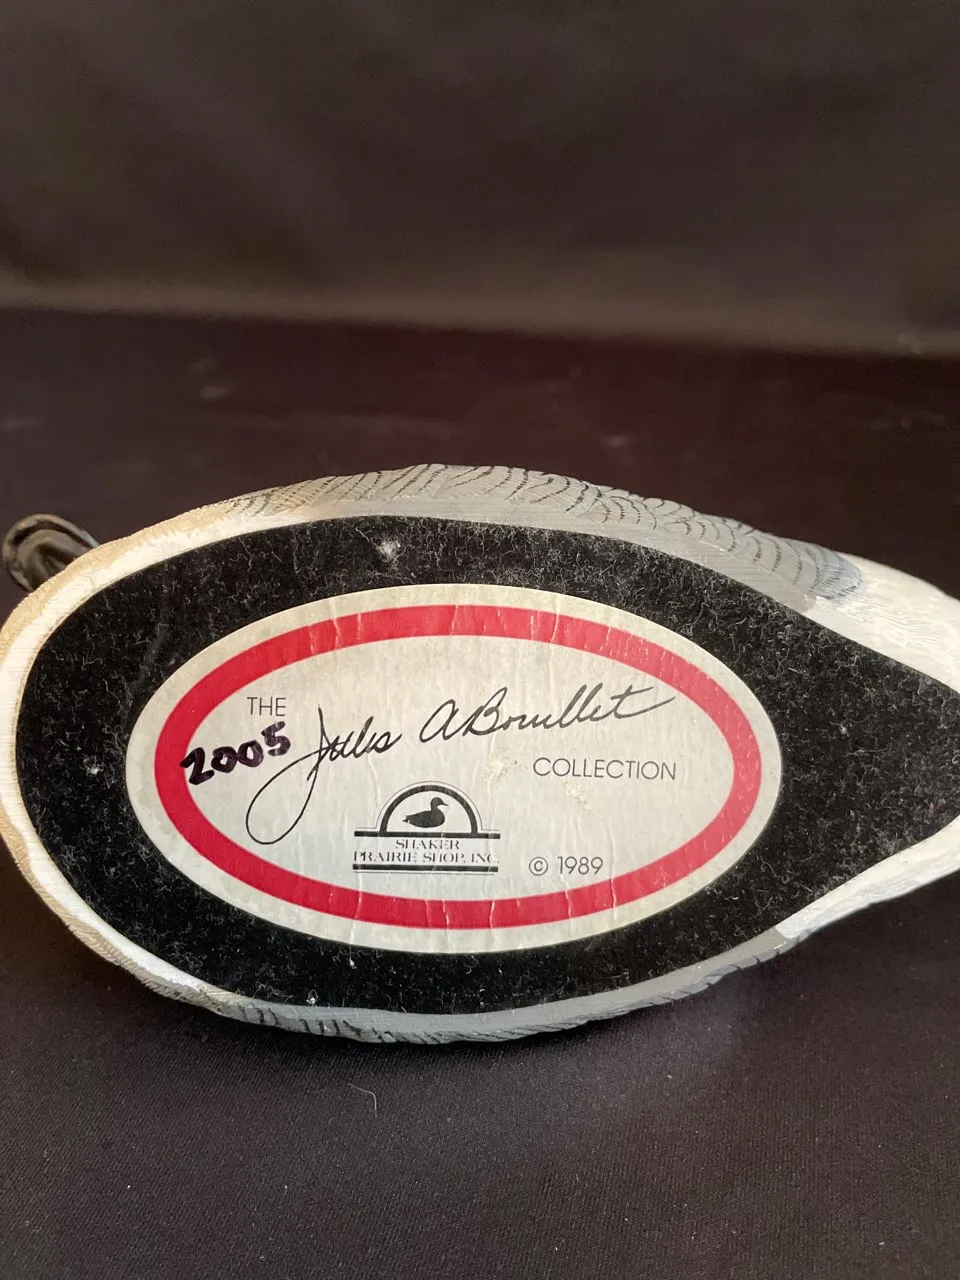 THE
2005
Jules A Bouillet
COLLECTION
SHAKER
PRAIRIE SHOP, INC.
© 1989